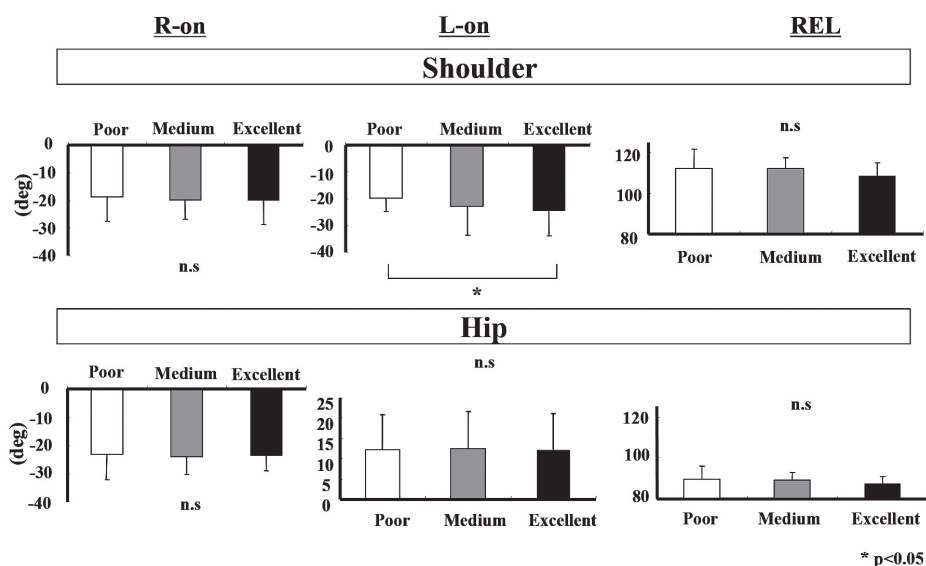 R-on L-on REL
Shoulder
Poor Medium Excellent
0
-10
-20
-30
-40
(deg)
n.s
Poor Medium Excellent
0
-10
-20
-30
-40
*
n.s
120
100
80
Poor Medium Excellent
Hip
Poor Medium Excellent
0
-10
-20
-30
-40
(deg)
n.s
n.s
25
20
15
10
5
0
Poor Medium Excellent
n.s
120
100
80
Poor Medium Excellent
* p<0.05